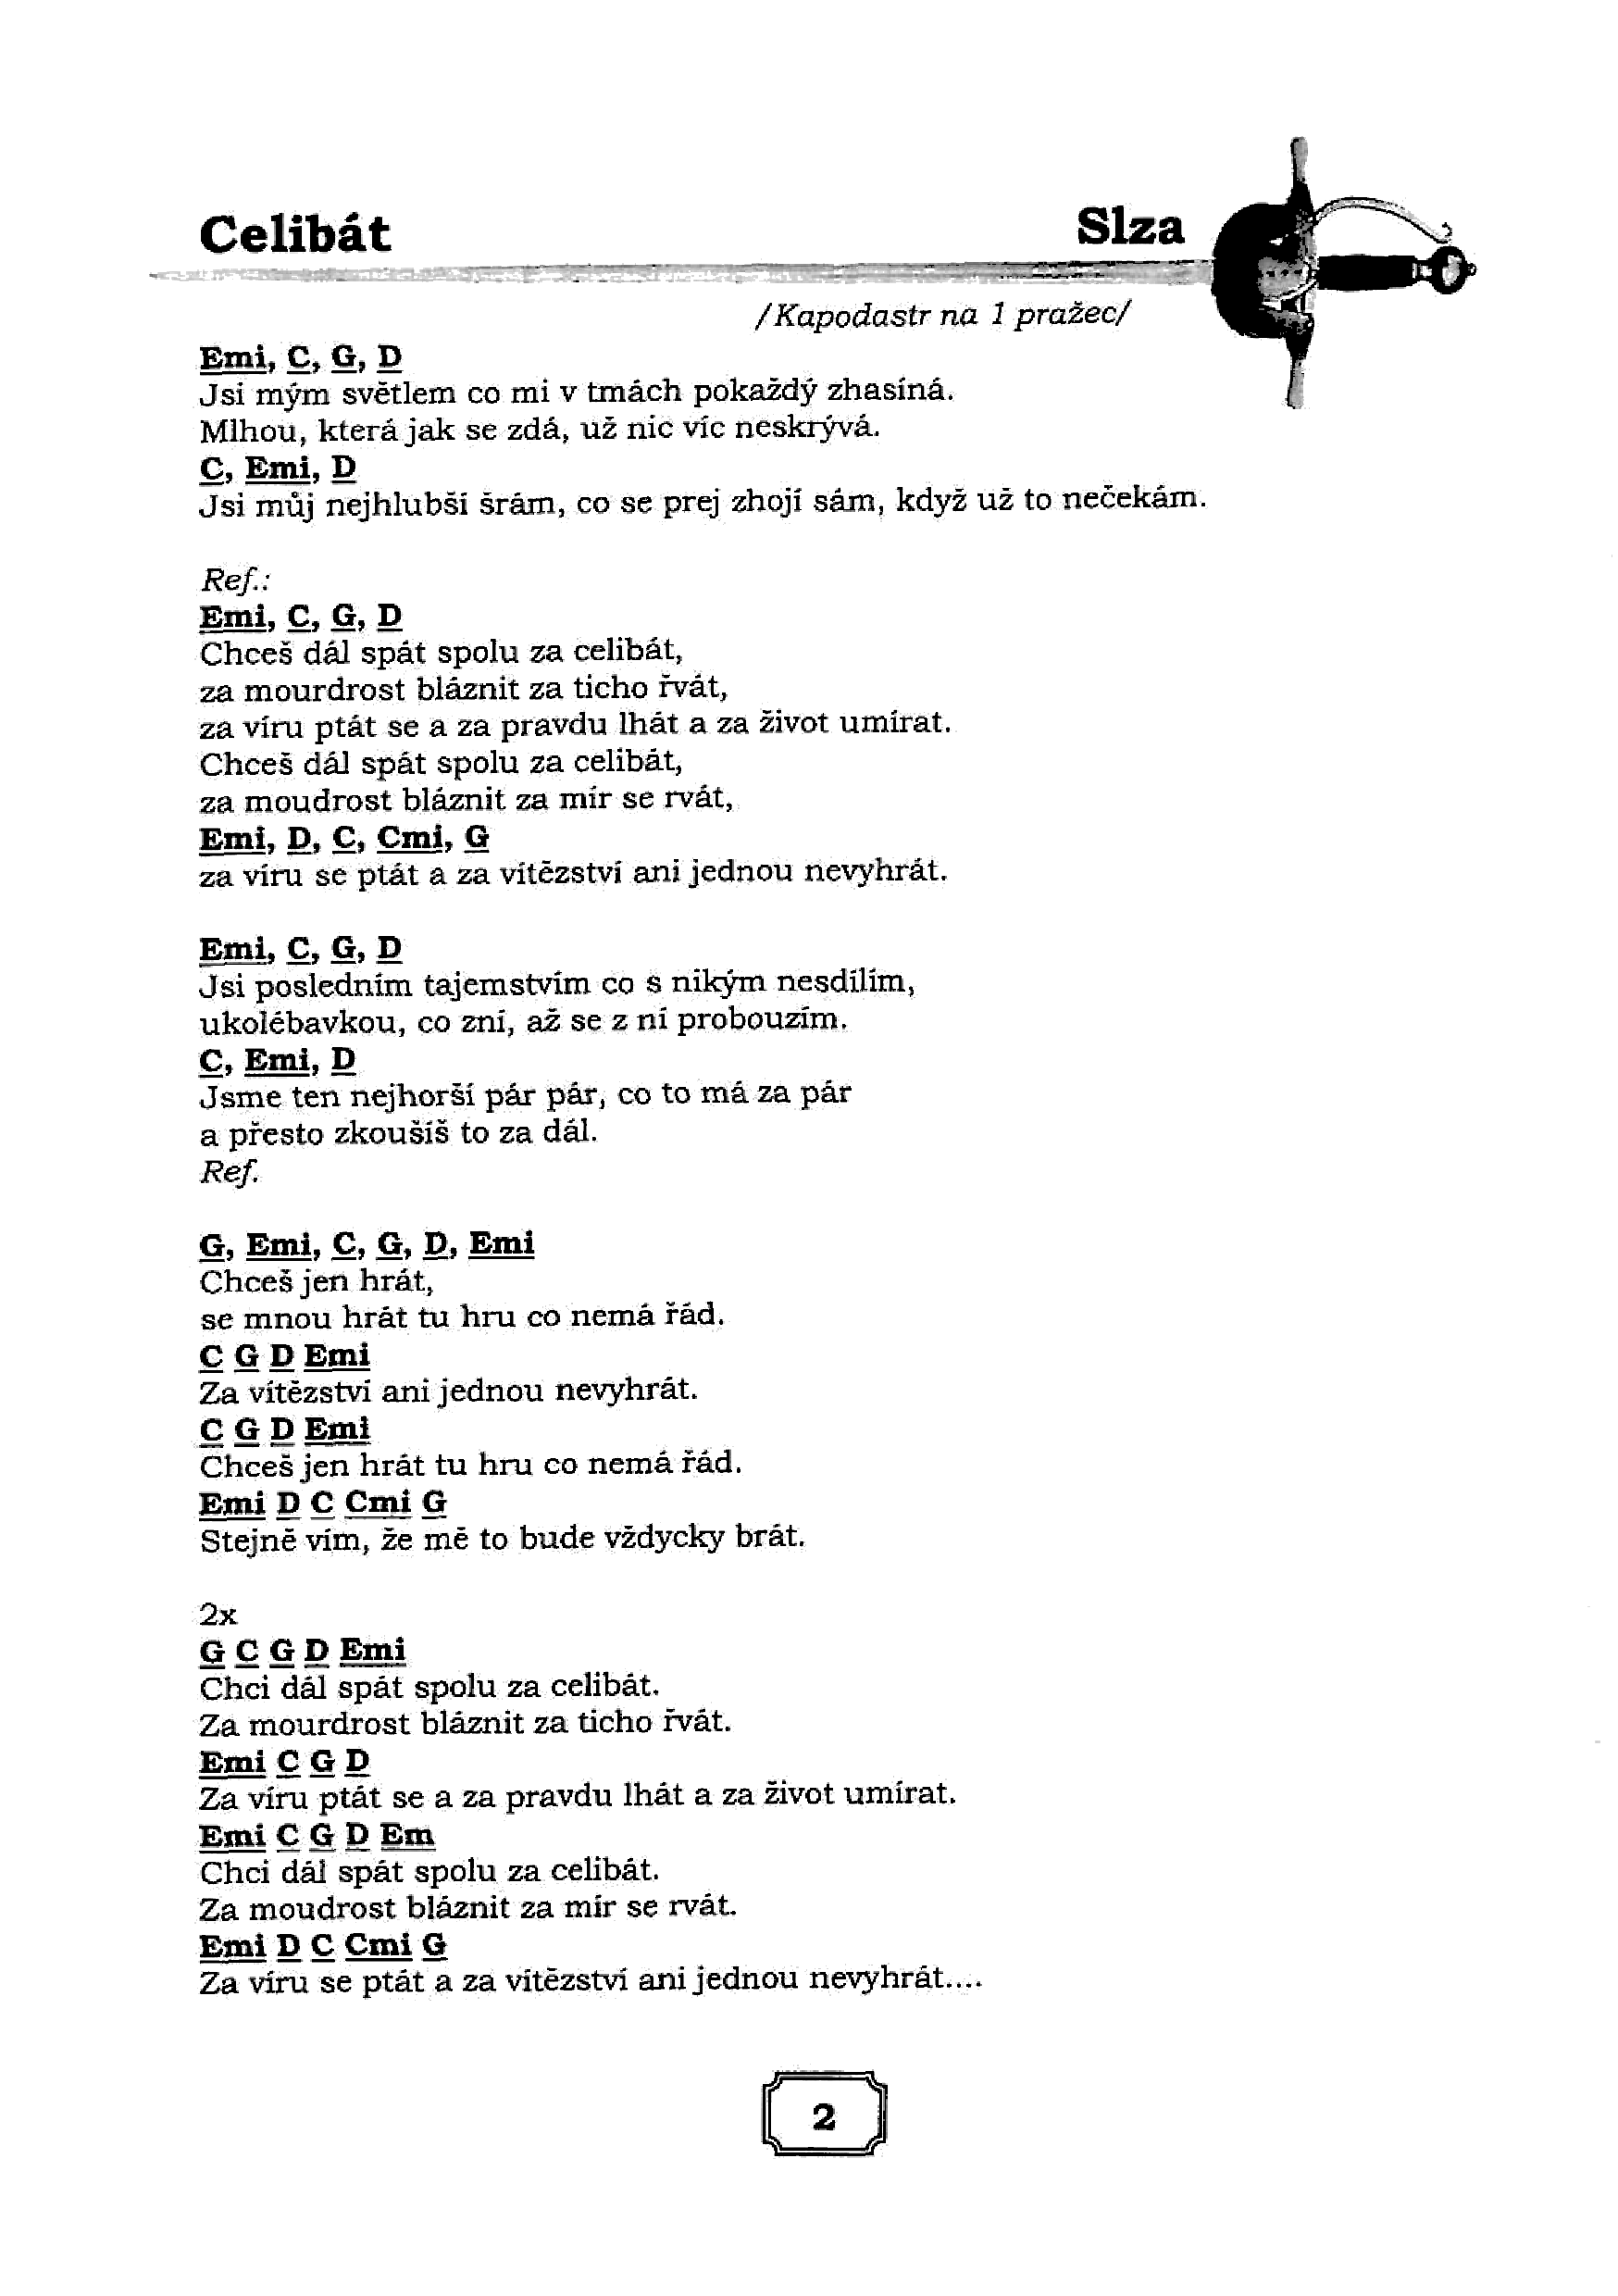 Celibát
Slza
/Kapodastr na 1 pražec/
Emi, C, G, D
Jsi mým světlem co mi v tmách pokaždý zhasíná.
Mlhou, která jak se zdá, už nic víc neskrývá.
C, Emi, D
Jsi můj nejhlubší šrám, co se prej zhojí sám, když už to nečekám.
Ref.:
Emi, C, G, D
Chceš dál spát spolu za celibát,
za mourdrost bláznit za ticho řvát,
za víru ptát se a za pravdu lhát a za život umírat.
Chceš dál spát spolu za celibát,
za moudrost bláznit za mír se rvát,
Emi, D, C, Cmi, G
za víru se ptát a za vítězství ani jednou nevyhrát.
Emi, C, G, D
Jsi posledním tajemstvím co s nikým nesdílím,
ukolébavkou, co zní, až se z ní probouzím.
C, Emi, D
Jsme ten nejhorší pár pár, co to má za pár
a přesto zkoušíš to za dál.
Ref.
G, Emi, C, G, D, Emi
Chceš jen hrát,
se mnou hrát tu hru co nemá řád.
C G D Emi
Za vítězství ani jednou nevyhrát.
C G D Emi
Chceš jen hrát tu hru co nemá řád.
Emi D C Cmi G
Stejně vím, že mě to bude vždycky brát.
2x
G C G D Emi
Chci dál spát spolu za celibát.
Za mourdrost bláznit za ticho řvát.
Emi C G D
Za víru ptát se a za pravdu lhát a za život umírat.
Emi C G D Em
Chci dál spát spolu za celibát.
Za moudrost bláznit za mír se rvát.
Emi D C Cmi G
Za víru se ptát a za vítězství ani jednou nevyhrát....
2